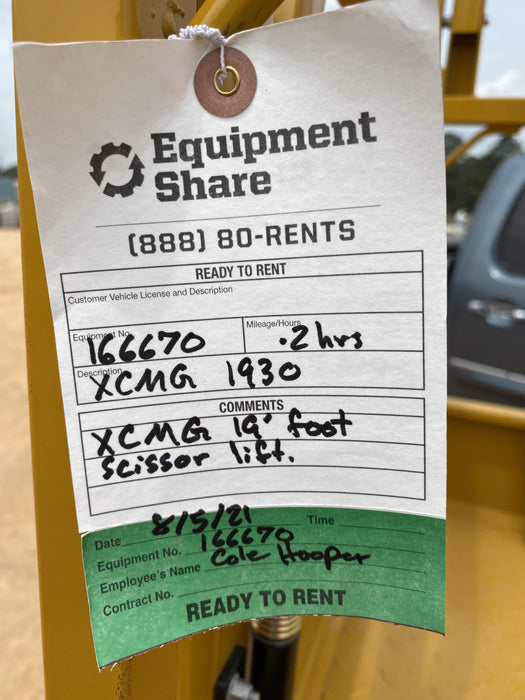 Equipment
Share
(888) 80-RENTS
READY TO RENT
Customer Vehicle License and Description
Equipment No. Mileage/Hours
166670 .2 hrs
Description
XCMG 1930
COMMENTS
XCMG 19' foot
scissor lift.
Date 8/5/21 Time
Equipment No. 166670
Employee's Name Cole Hooper
Contract No.
READY TO RENT